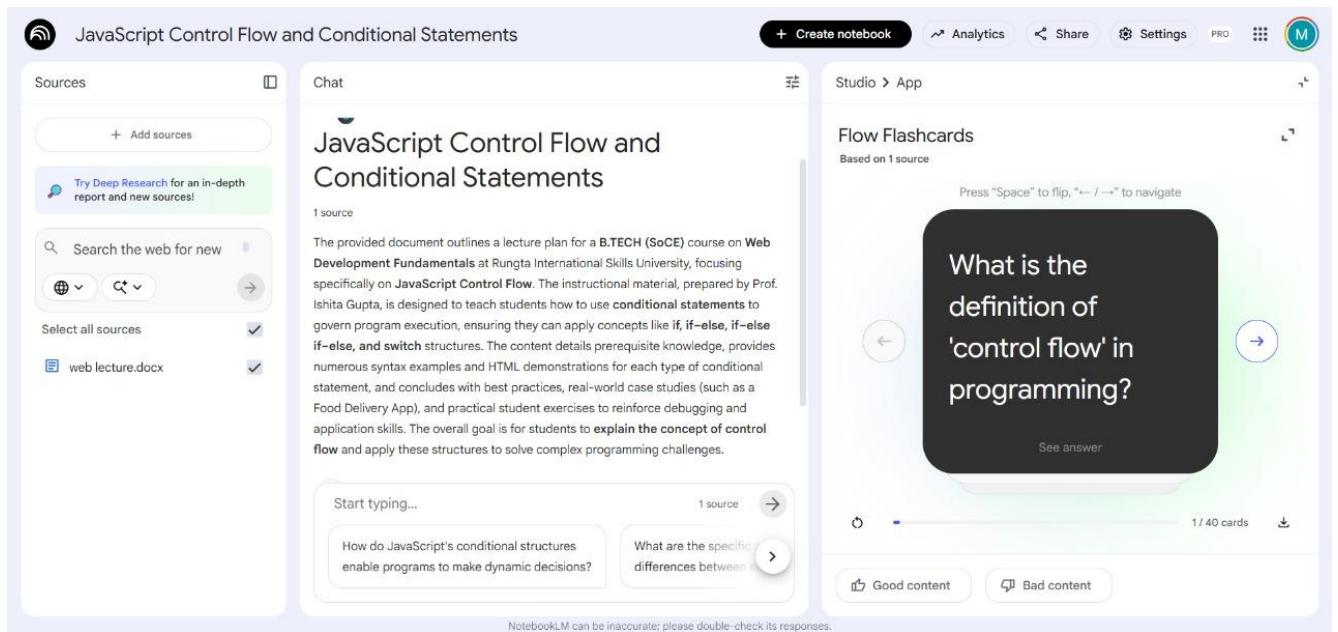 JavaScript Control Flow and Conditional Statements
+ Create notebook
Analytics
Share
Settings
PRO
M
Sources
+ Add sources
Try Deep Research for an in-depth
report and new sources!
Search the web for new
Select all sources
web lecture.docx
Chat
JavaScript Control Flow and
Conditional Statements
1 source
The provided document outlines a lecture plan for a B.TECH (SoCE) course on Web
Development Fundamentals at Rungta International Skills University, focusing
specifically on JavaScript Control Flow. The instructional material, prepared by Prof.
Ishita Gupta, is designed to teach students how to use conditional statements to
govern program execution, ensuring they can apply concepts like if, if–else, if–else
if–else, and switch structures. The content details prerequisite knowledge, provides
numerous syntax examples and HTML demonstrations for each type of conditional
statement, and concludes with best practices, real-world case studies (such as a
Food Delivery App), and practical student exercises to reinforce debugging and
application skills. The overall goal is for students to explain the concept of control
flow and apply these structures to solve complex programming challenges.
Start typing...
1 source
How do JavaScript's conditional structures
enable programs to make dynamic decisions?
What are the specific
differences between
Studio > App
Flow Flashcards
Based on 1 source
Press "Space" to flip, "← / →" to navigate
What is the
definition of
'control flow' in
programming?
See answer
1 / 40 cards
Good content
Bad content
NotebookLM can be inaccurate; please double-check its responses.